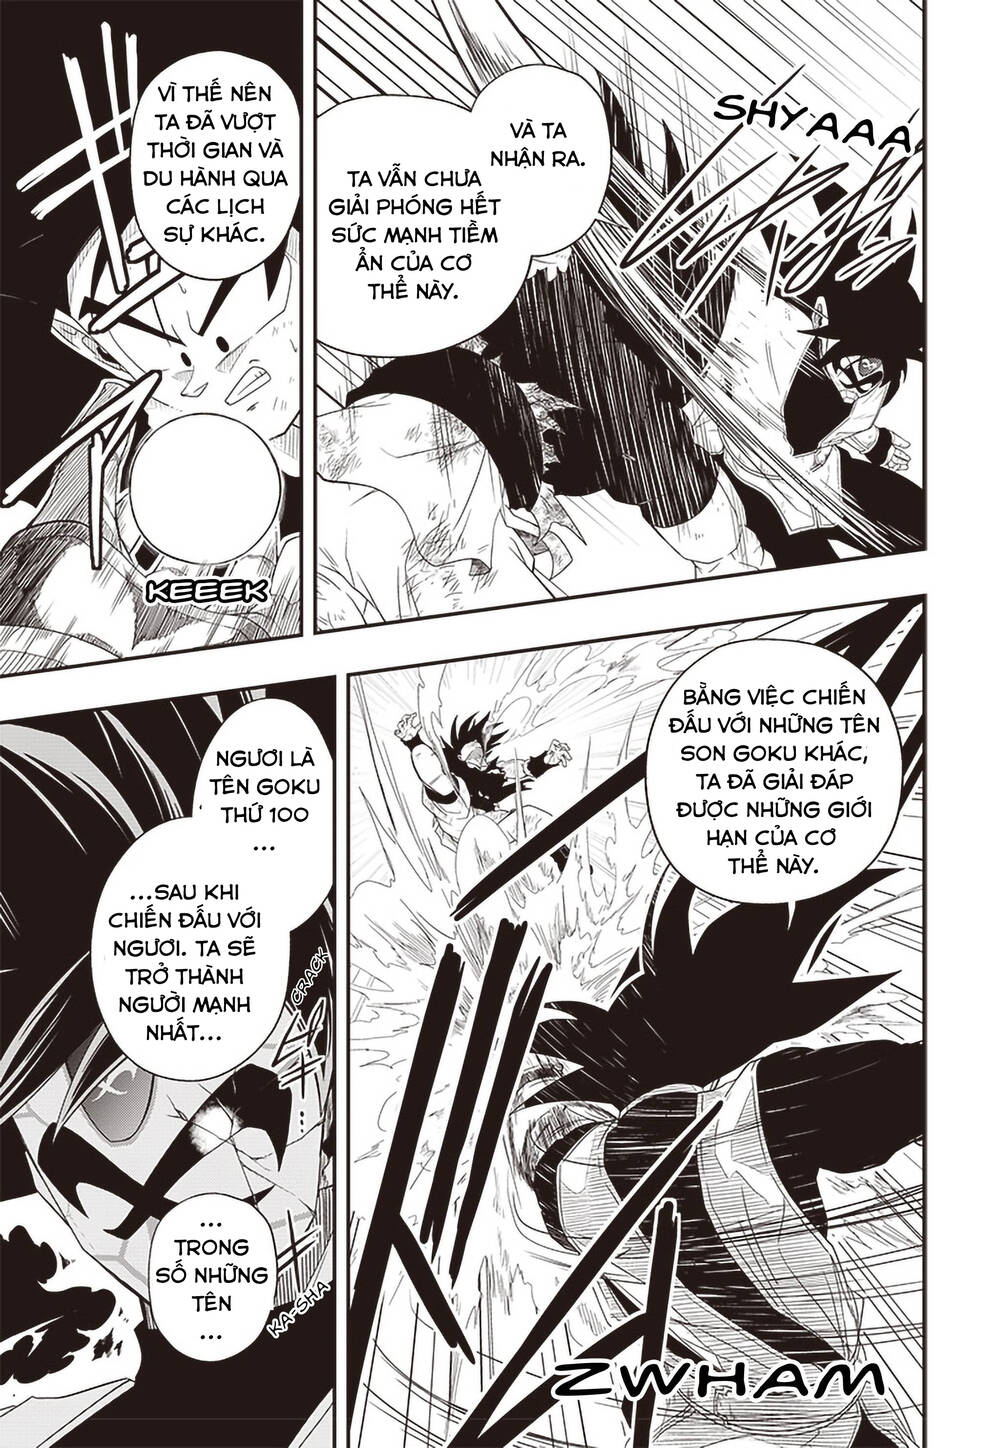 SHYAAA
VÀ TA
NHẬN RA.
TA VẪN CHƯA
GIẢI PHÓNG HẾT
SỨC MẠNH TIỀM
ẨN CỦA CƠ
THỂ NÀY.
VÌ THẾ NÊN
TA ĐÃ VƯỢT
THỜI GIAN VÀ
DU HÀNH QUA
CÁC LỊCH
SỰ KHÁC.
KEEEK
BẰNG VIỆC CHIẾN
ĐẤU VỚI NHỮNG TÊN
SON GOKU KHÁC,
TA ĐÃ GIẢI ĐÁP
ĐƯỢC NHỮNG GIỚI
HẠN CỦA CƠ
THỂ NÀY.
ZWHAM
NGƯƠI LÀ
TÊN GOKU
THỨ 100
...
...SAU KHI
CHIẾN ĐẤU VỚI
NGƯƠI. TA SẼ
TRỞ THÀNH
NGƯỜI MẠNH
NHẤT...
CRACK
...
TRONG
SỐ NHỮNG
TÊN
...
KA-SHA